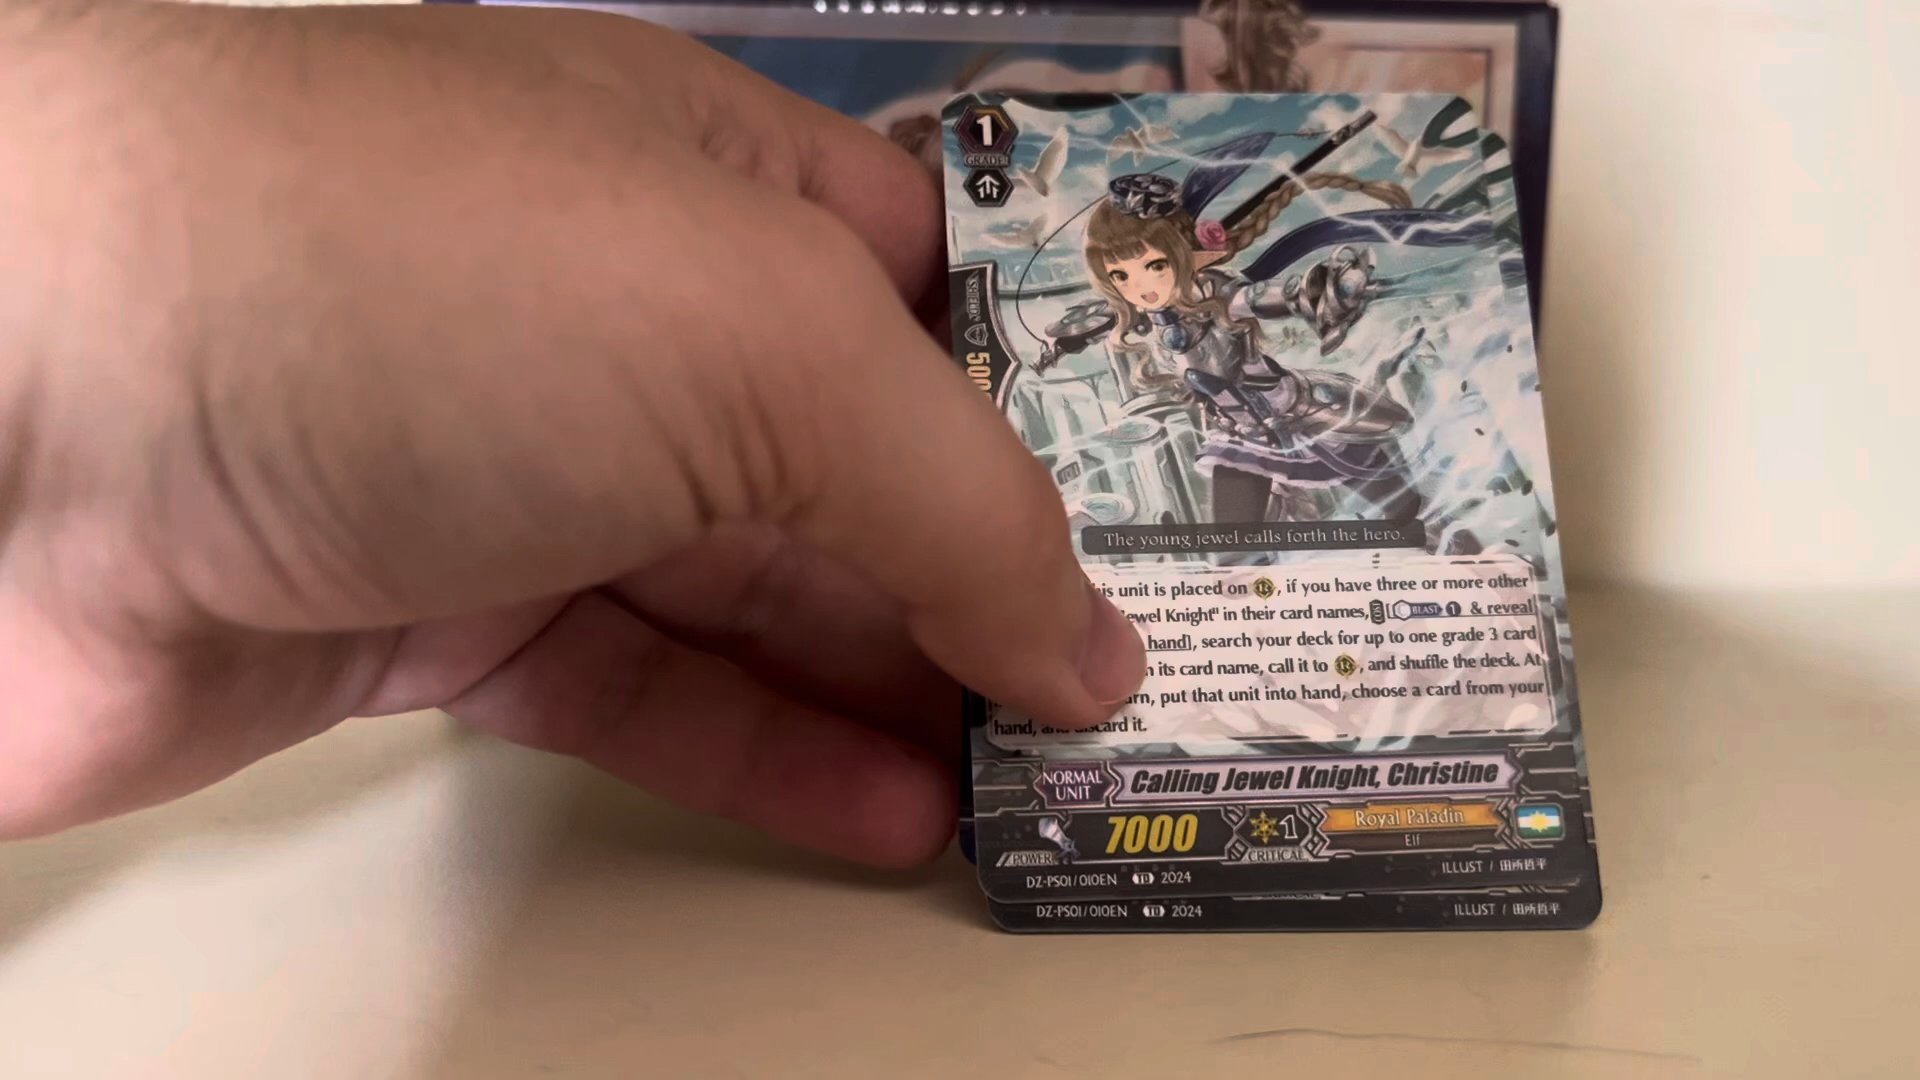 1
GRADE
SHIELD
500
The young jewel calls forth the hero.
is unit is placed on , if you have three or more other
ewel Knight" in their card names, [ BLAST 1 & reveal
hand], search your deck for up to one grade 3 card
its card name, call it to , and shuffle the deck. At
rn, put that unit into hand, choose a card from your
hand, and discard it.
NORMAL UNIT
Calling Jewel Knight, Christine
POWER 7000
1 CRITICAL
Royal Paladin
Elf
DZ-PS01/010EN TD 2024
ILLUST / 田所哲平
DZ-PS01/010EN TD 2024
ILLUST / 田所哲平